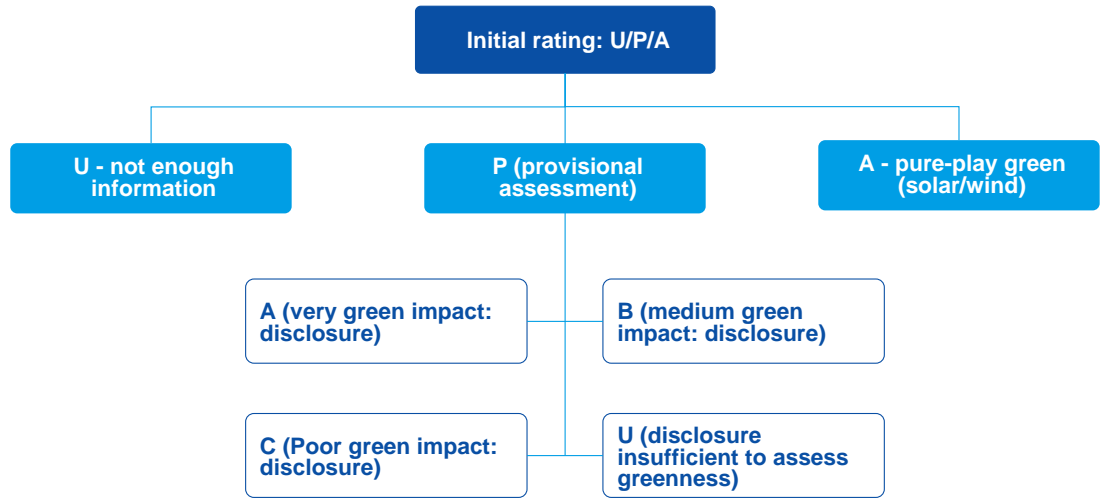 Initial rating: U/P/A
U - not enough
information
P (provisional
assessment)
A - pure-play green
(solar/wind)
A (very green impact:
disclosure)
B (medium green
impact: disclosure)
C (Poor green impact:
disclosure)
U (disclosure
insufficient to assess
greenness)